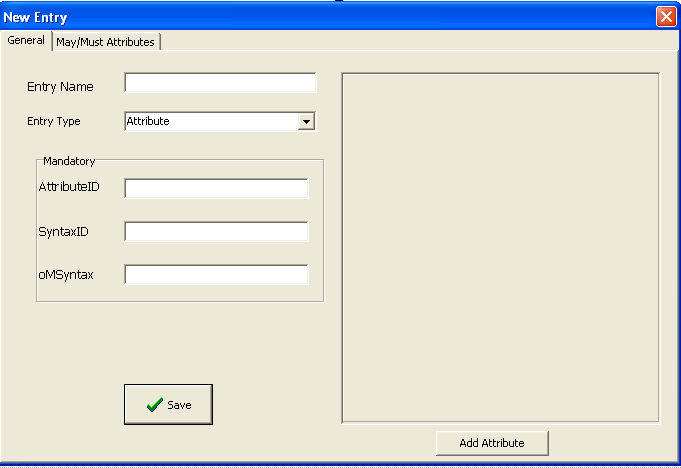 New Entry
General May/Must Attributes
Entry Name
Entry Type Attribute
Mandatory
AttributeID
SyntaxID
oMSyntax
Save
Add Attribute